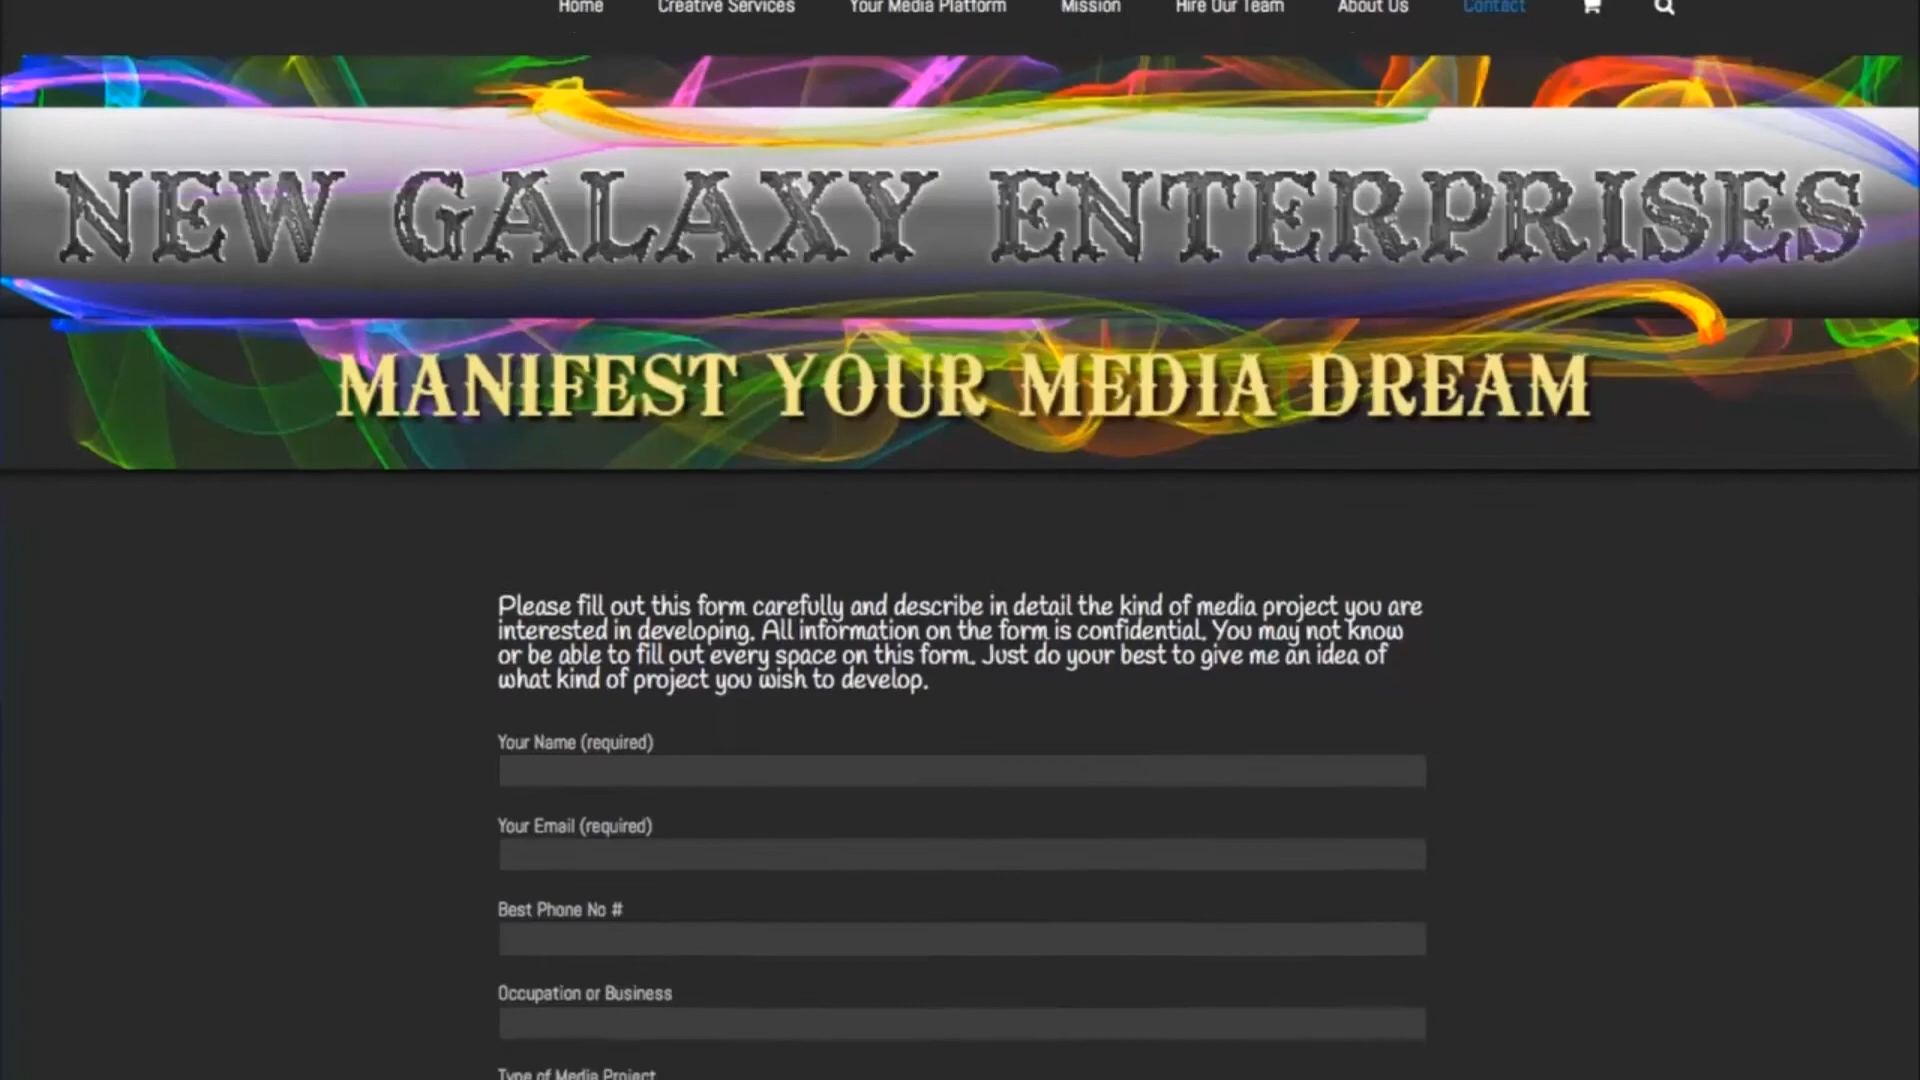 Home Creative Services Your Media Platform Mission Hire Our Team About Us Contact
NEW GALAXY ENTERPRISES
MANIFEST YOUR MEDIA DREAM
Please fill out this form carefully and describe in detail the kind of media project you are
interested in developing. All information on the form is confidential. You may not know
or be able to fill out every space on this form. Just do your best to give me an idea of
what kind of project you wish to develop.
Your Name (required)
Your Email (required)
Best Phone No #
Occupation or Business
Type of Media Project